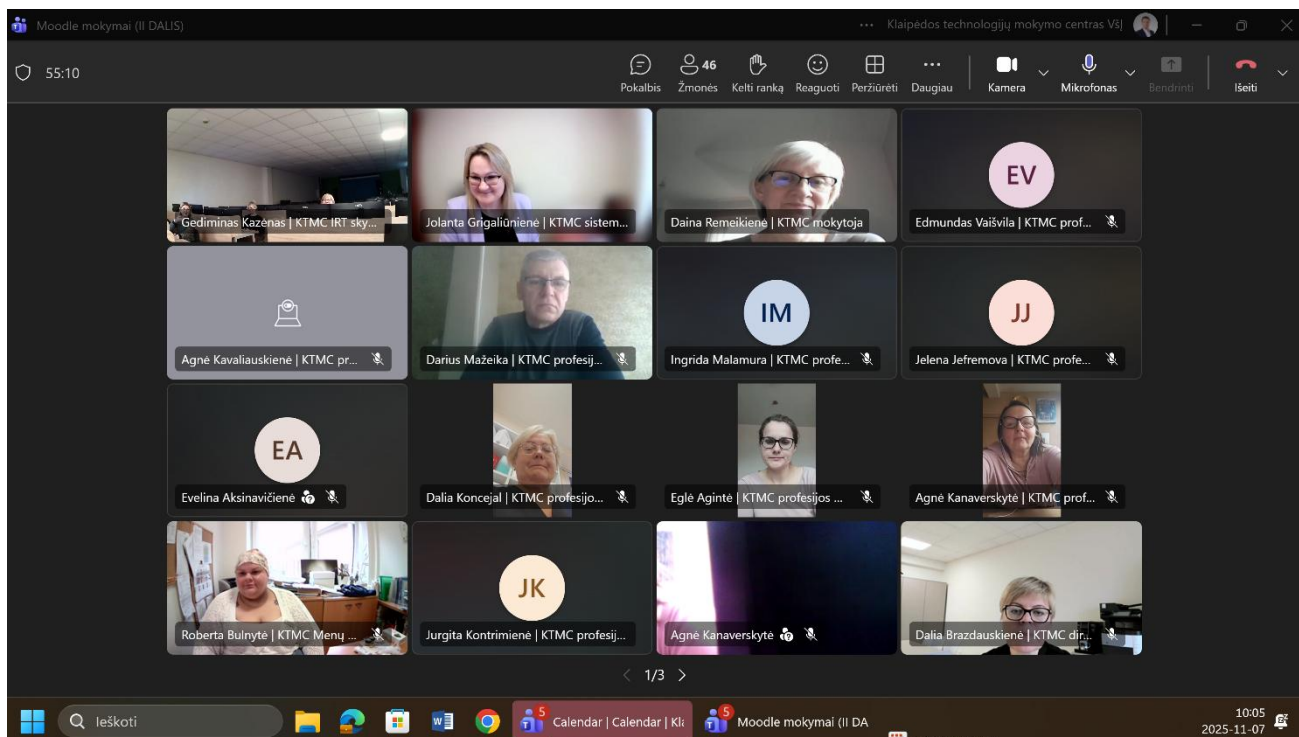 Moodle mokymai (II DALIS)
Klaipėdos technologijų mokymo centras VšĮ
55:10
46
Pokalbis Žmonės Kelti ranką Reaguoti Peržiūrėti Daugiau Kamera Mikrofonas Bendrinti Išeiti
Gediminas Kazėnas | KTMC IRT sky...
Jolanta Grigaliūnienė | KTMC sistem...
Daina Remeikienė | KTMC mokytoja
EV
Edmundas Vaišvila | KTMC prof...
Agnė Kavaliauskienė | KTMC pr...
Darius Mažeika | KTMC profesij...
IM
Ingrida Malamura | KTMC profe...
JJ
Jelena Jefremova | KTMC profe...
EA
Evelina Aksinavičienė
Dalia Koncejal | KTMC profesijo...
Eglė Agintė | KTMC profesijos ...
Agnė Kanaverskytė | KTMC prof...
Roberta Bulnytė | KTMC Menų ...
JK
Jurgita Kontrimienė | KTMC profesij...
Agnė Kanaverskytė
Dalia Brazdauskienė | KTMC dir...
1/3
Ieškoti
5
Calendar | Calendar | Kla
5
Moodle mokymai (II DA
10:05
2025-11-07